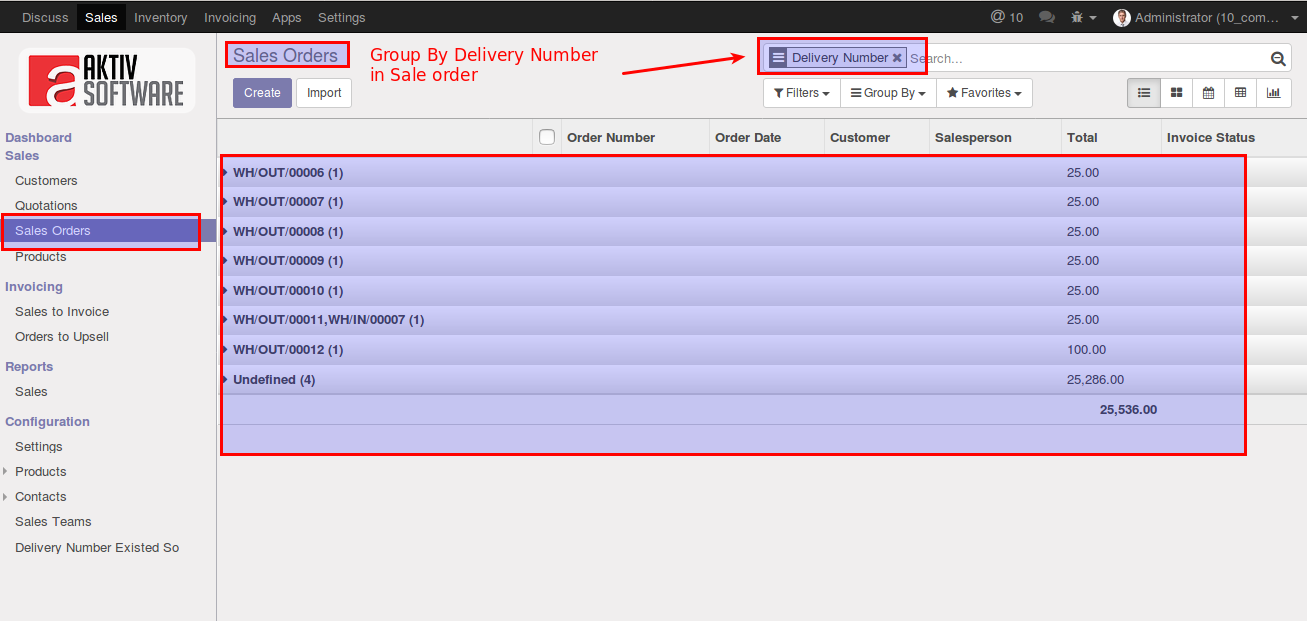 Discuss Sales Inventory Invoicing Apps Settings @ 10 Administrator (10_com...
a AKTIV SOFTWARE
Sales Orders
Group By Delivery Number
in Sale order
Delivery Number × Search...
Create Import
Filters Group By Favorites
Dashboard
Sales
Customers
Quotations
Sales Orders
Products
Invoicing
Sales to Invoice
Orders to Upsell
Reports
Sales
Configuration
Settings
Products
Contacts
Sales Teams
Delivery Number Existed So
Order Number Order Date Customer Salesperson Total Invoice Status
WH/OUT/00006 (1) 25.00
WH/OUT/00007 (1) 25.00
WH/OUT/00008 (1) 25.00
WH/OUT/00009 (1) 25.00
WH/OUT/00010 (1) 25.00
WH/OUT/00011,WH/IN/00007 (1) 25.00
WH/OUT/00012 (1) 100.00
Undefined (4) 25,286.00
25,536.00